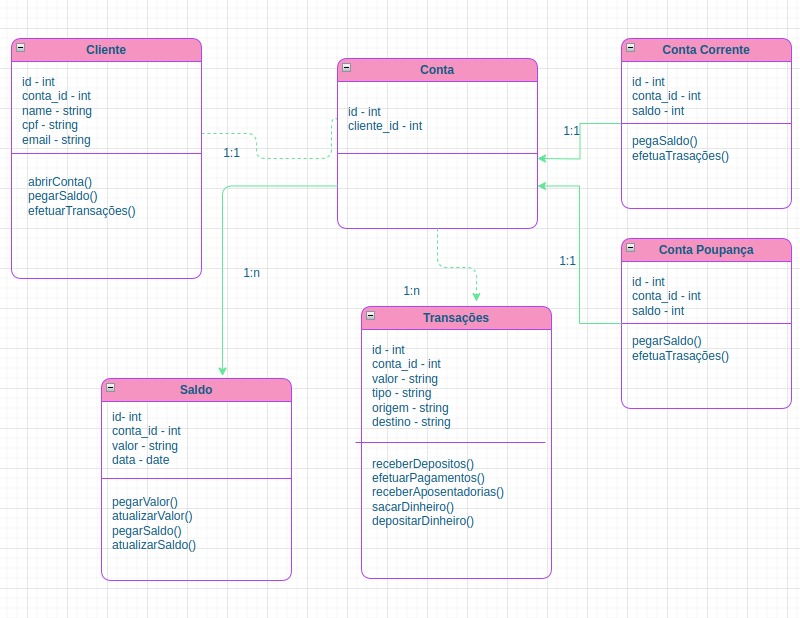 Cliente
id - int
conta_id - int
name - string
cpf - string
email - string
abrirConta()
pegarSaldo()
efetuarTransações()
1:1
Conta
id - int
cliente_id - int
1:1
Conta Corrente
id - int
conta_id - int
saldo - int
pegaSaldo()
efetuaTrasações()
1:1
Conta Poupança
id - int
conta_id - int
saldo - int
pegarSaldo()
efetuaTrasações()
1:n
1:n
Transações
id - int
conta_id - int
valor - string
tipo - string
origem - string
destino - string
receberDepositos()
efetuarPagamentos()
receberAposentadorias()
sacarDinheiro()
depositarDinheiro()
Saldo
id- int
conta_id - int
valor - string
data - date
pegarValor()
atualizarValor()
pegarSaldo()
atualizarSaldo()